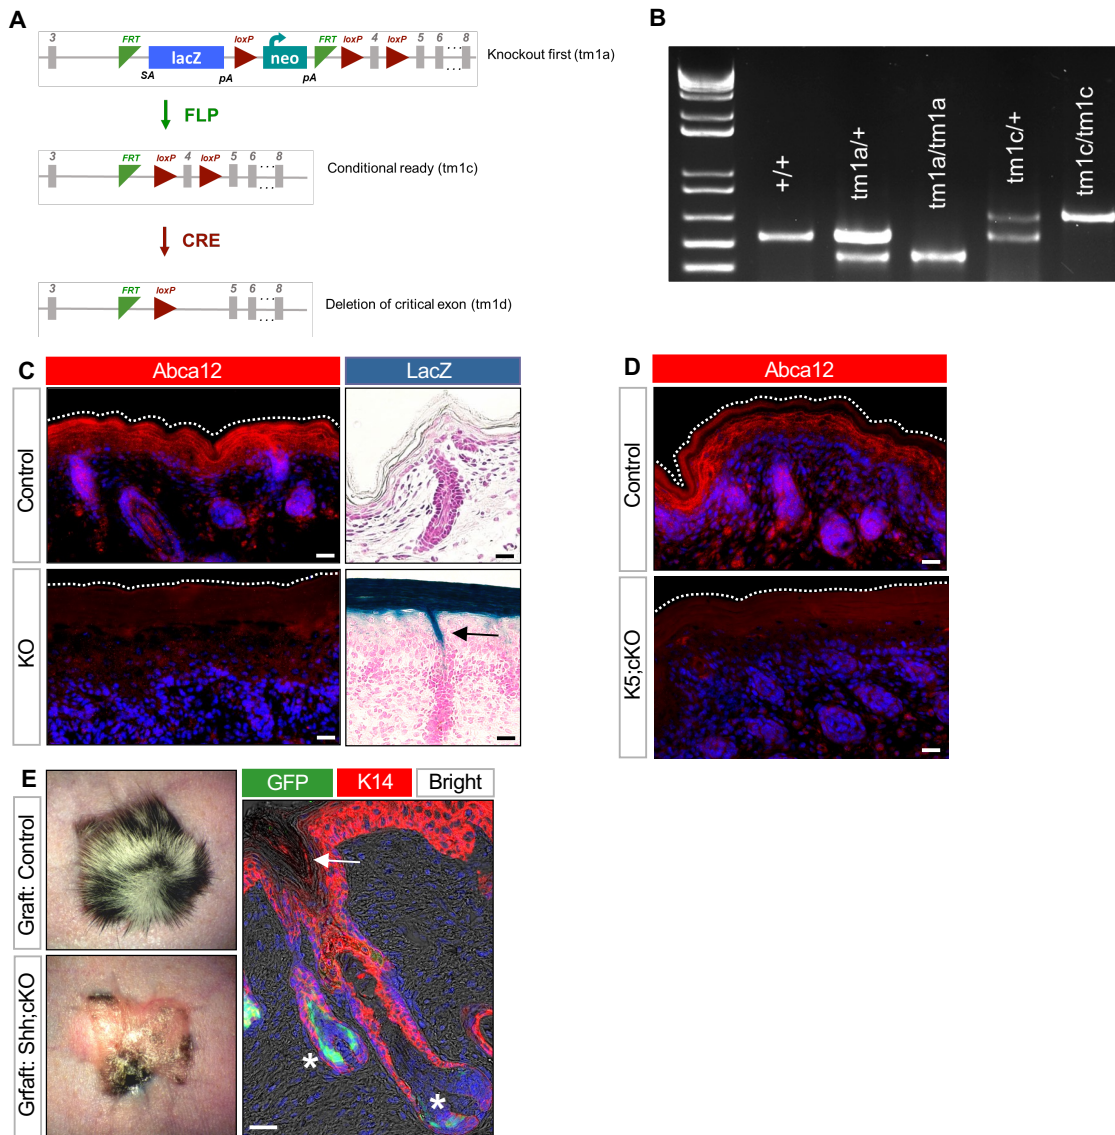 A
3
FRT
lacZ
loxP
neo
FRT
loxP
4
loxP
5
6
...
8
...
SA
pA
pA
Knockout first (tm1a)
FLP
3
FRT
loxP
4
loxP
5
6
...
8
...
Conditional ready (tm1c)
CRE
3
FRT
loxP
5
6
...
8
...
Deletion of critical exon (tm1d)
B
+/+
tm1a/+
tm1a/tm1a
tm1c/+
tm1c/tm1c
C
Abca12
LacZ
Control
KO
D
Abca12
Control
K5;cKO
E
GFP
K14
Bright
Graft: Control
Grfaft: Shh;cKO
*
*